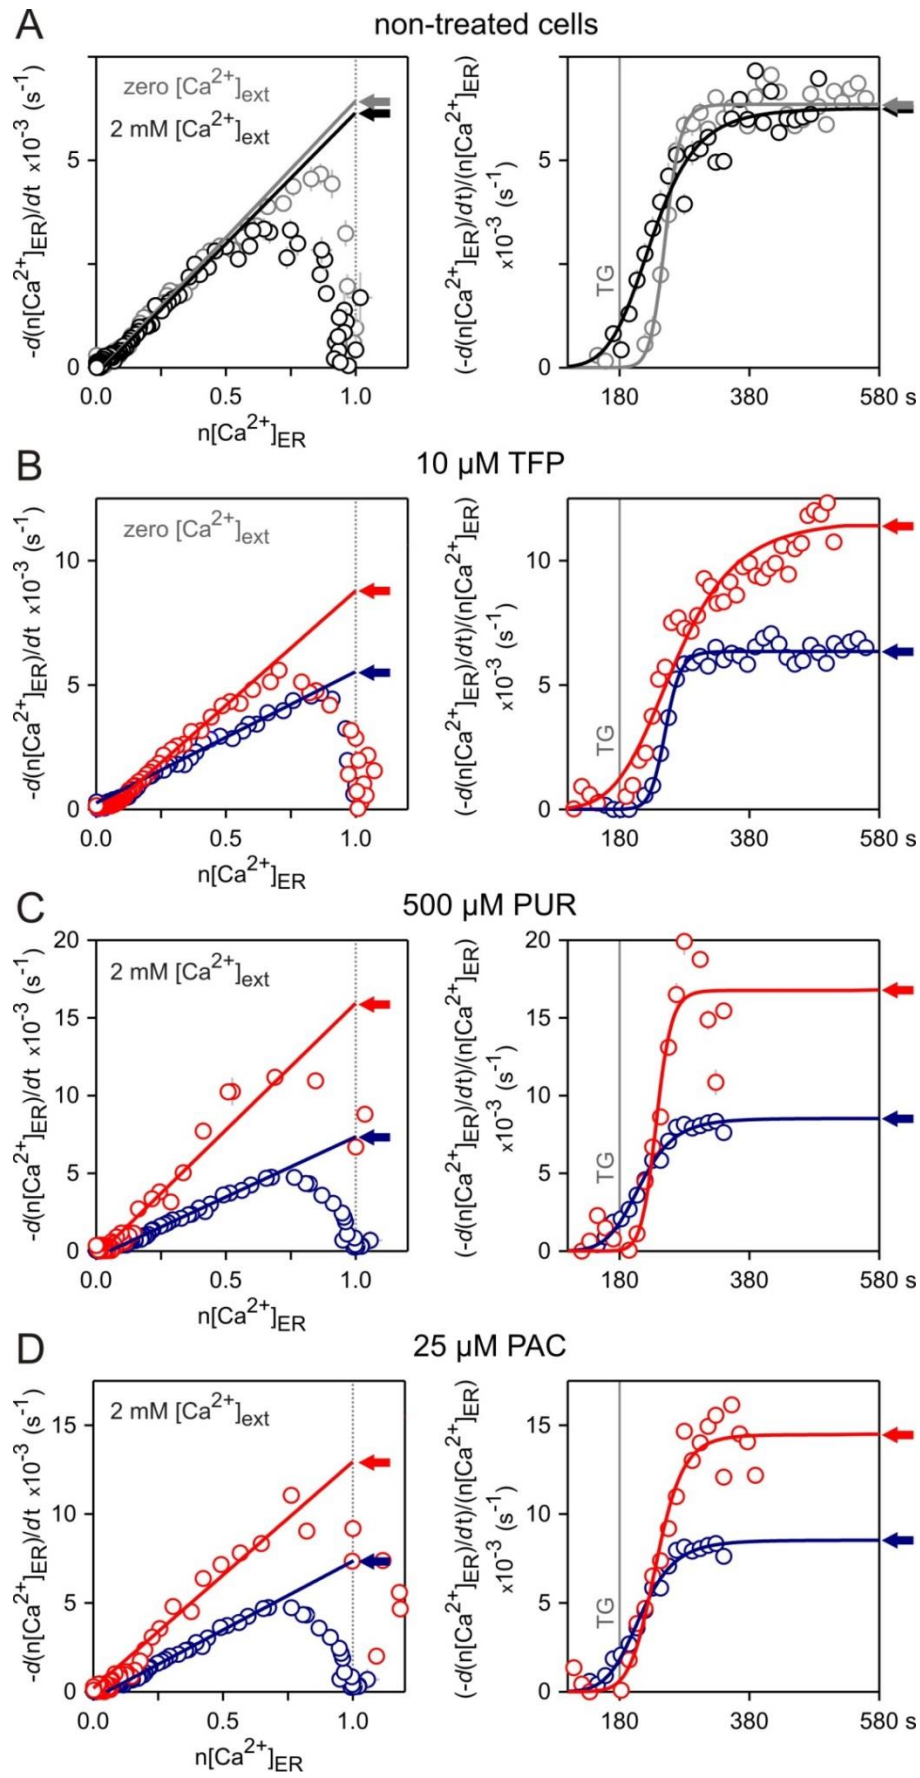 A
non-treated cells
-d(n[Ca²⁺]ER)/dt x10⁻³ (s⁻¹)
zero [Ca²⁺]ext
2 mM [Ca²⁺]ext
5
0
0.0 0.5 1.0
n[Ca²⁺]ER
(-d(n[Ca²⁺]ER)/dt)/(n[Ca²⁺]ER)
x10⁻³ (s⁻¹)
5
TG
0
180 380 580 s
B
10 µM TFP
-d(n[Ca²⁺]ER)/dt x10⁻³ (s⁻¹)
zero [Ca²⁺]ext
10
5
0
0.0 0.5 1.0
n[Ca²⁺]ER
(-d(n[Ca²⁺]ER)/dt)/(n[Ca²⁺]ER)
x10⁻³ (s⁻¹)
10
5
TG
0
180 380 580 s
C
500 µM PUR
-d(n[Ca²⁺]ER)/dt x10⁻³ (s⁻¹)
2 mM [Ca²⁺]ext
20
15
10
5
0
0.0 0.5 1.0
n[Ca²⁺]ER
(-d(n[Ca²⁺]ER)/dt)/(n[Ca²⁺]ER)
x10⁻³ (s⁻¹)
20
15
10
5
TG
0
180 380 580 s
D
25 µM PAC
-d(n[Ca²⁺]ER)/dt x10⁻³ (s⁻¹)
2 mM [Ca²⁺]ext
15
10
5
0
0.0 0.5 1.0
n[Ca²⁺]ER
(-d(n[Ca²⁺]ER)/dt)/(n[Ca²⁺]ER)
x10⁻³ (s⁻¹)
15
10
5
TG
0
180 380 580 s